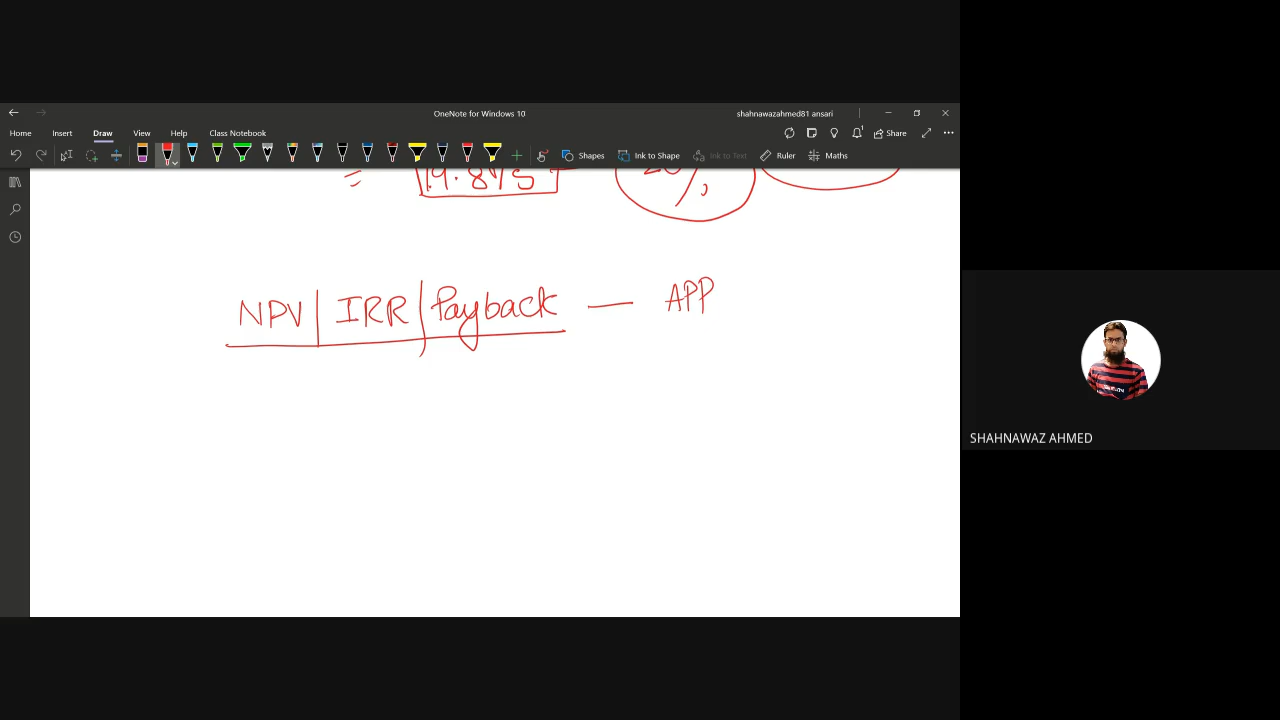 OneNote for Windows 10
shahnawazahmed81 ansari
Home Insert Draw View Help Class Notebook Share
Shapes Ink to Shape Ink to Text Ruler Maths
NPV | IRR | Payback — APP
SHAHNAWAZ AHMED